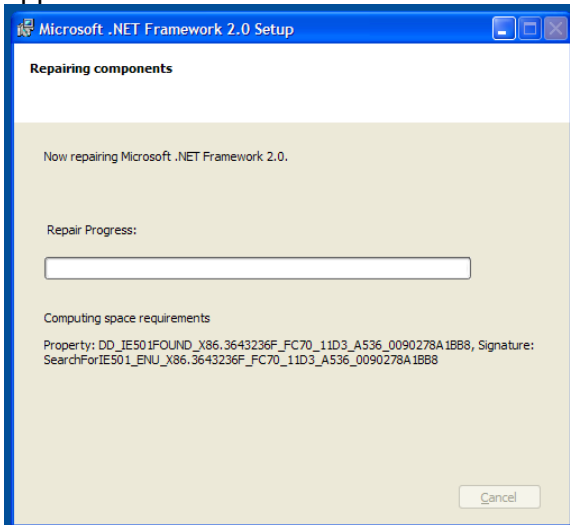 Microsoft .NET Framework 2.0 Setup
Repairing components
Now repairing Microsoft .NET Framework 2.0.
Repair Progress:
Computing space requirements
Property: DD_IE501FOUND_X86.3643236F_FC70_11D3_A536_0090278A1BB8, Signature:
SearchForIE501_ENU_X86.3643236F_FC70_11D3_A536_0090278A1BB8
Cancel